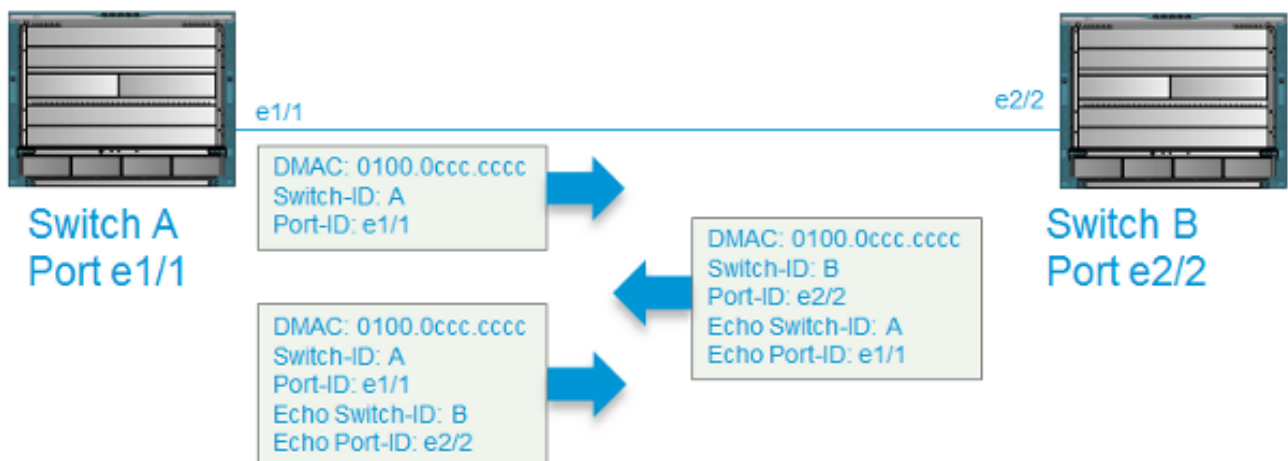 e1/1
e2/2
DMAC: 0100.0ccc.cccc
Switch-ID: A
Port-ID: e1/1
Switch A
Port e1/1
Switch B
Port e2/2
DMAC: 0100.0ccc.cccc
Switch-ID: B
Port-ID: e2/2
Echo Switch-ID: A
Echo Port-ID: e1/1
DMAC: 0100.0ccc.cccc
Switch-ID: A
Port-ID: e1/1
Echo Switch-ID: B
Echo Port-ID: e2/2